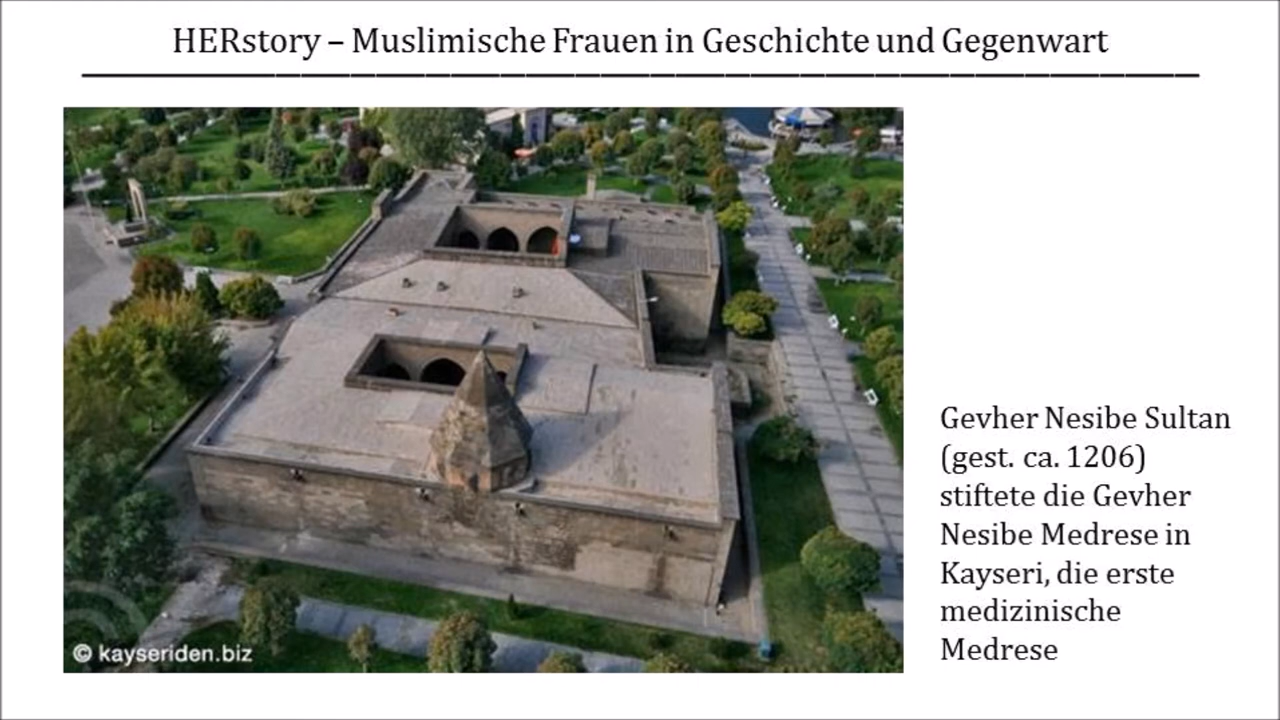 HERstory – Muslimische Frauen in Geschichte und Gegenwart
Gevher Nesibe Sultan
(gest. ca. 1206)
stiftete die Gevher
Nesibe Medrese in
Kayseri, die erste
medizinische
Medrese
© kayseriden.biz